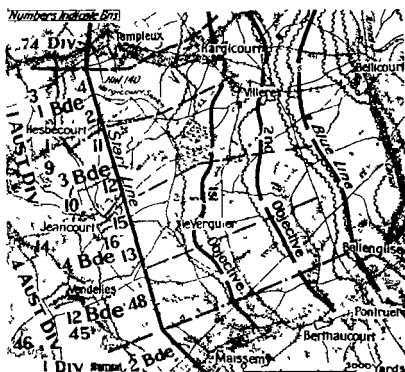 Numbers indicate Bns
74 DIV
Templeux
Hargicourt
Bellicourt
Villeret
3
1 Bde
4
2
Hesbecourt
1
11
9
3 Bde
12
10
Jeancourt
15
16
14
4 Bde 13
1 AUST DIV
4 AUST DIV
Start Line
1st
Objective
2nd
Objective
Blue Line
le Verguier
Bellenglise
Vendelles
12 Bde 48
45
46
1 DIV
2 Bde
Maissemy
Berthaucourt
Pontruet
3000 yards